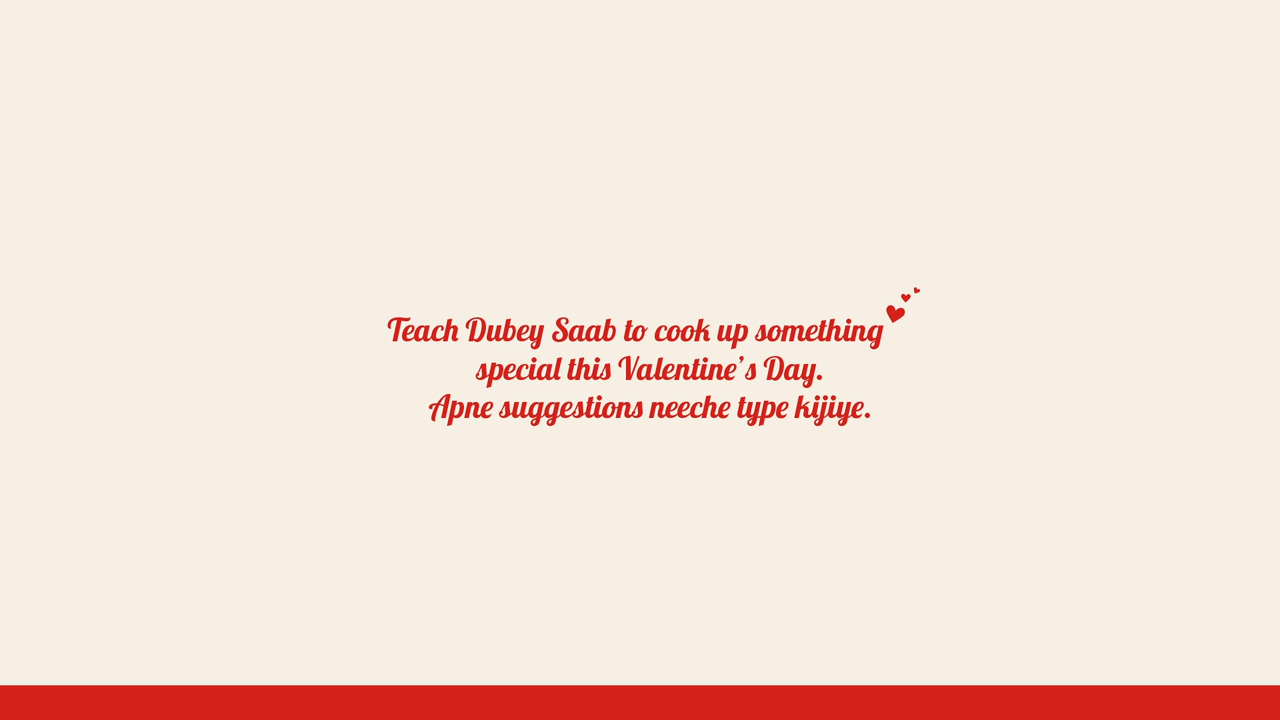 Teach Dubey Saab to cook up something
special this Valentine’s Day.
Apne suggestions neeche type kijiye.